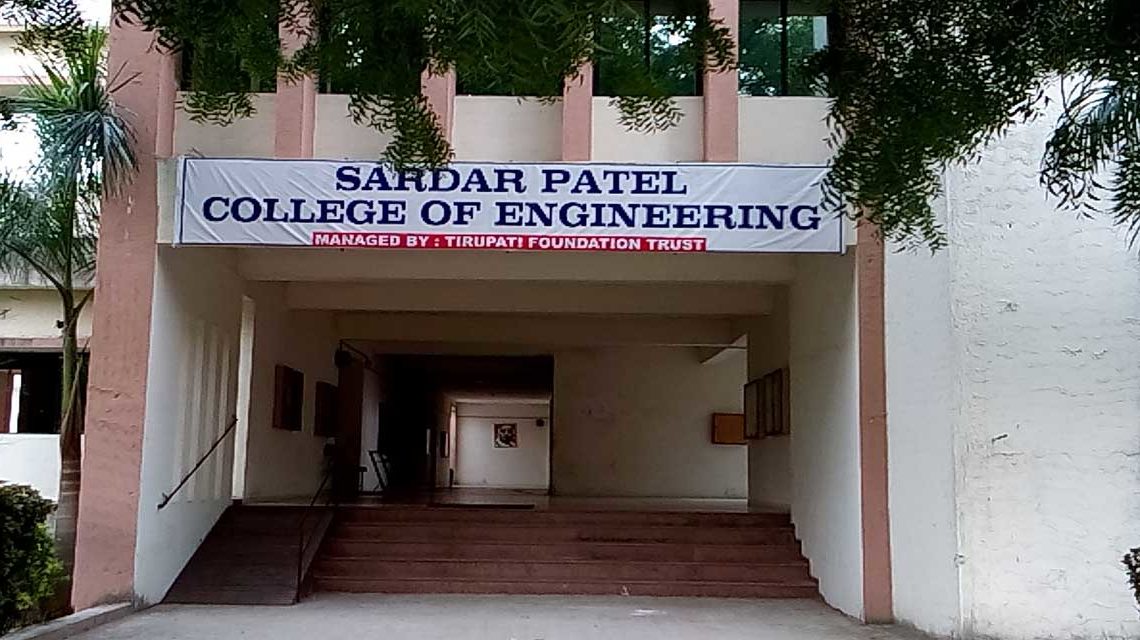 SARDAR PATEL
COLLEGE OF ENGINEERING
MANAGED BY : TIRUPATI FOUNDATION TRUST